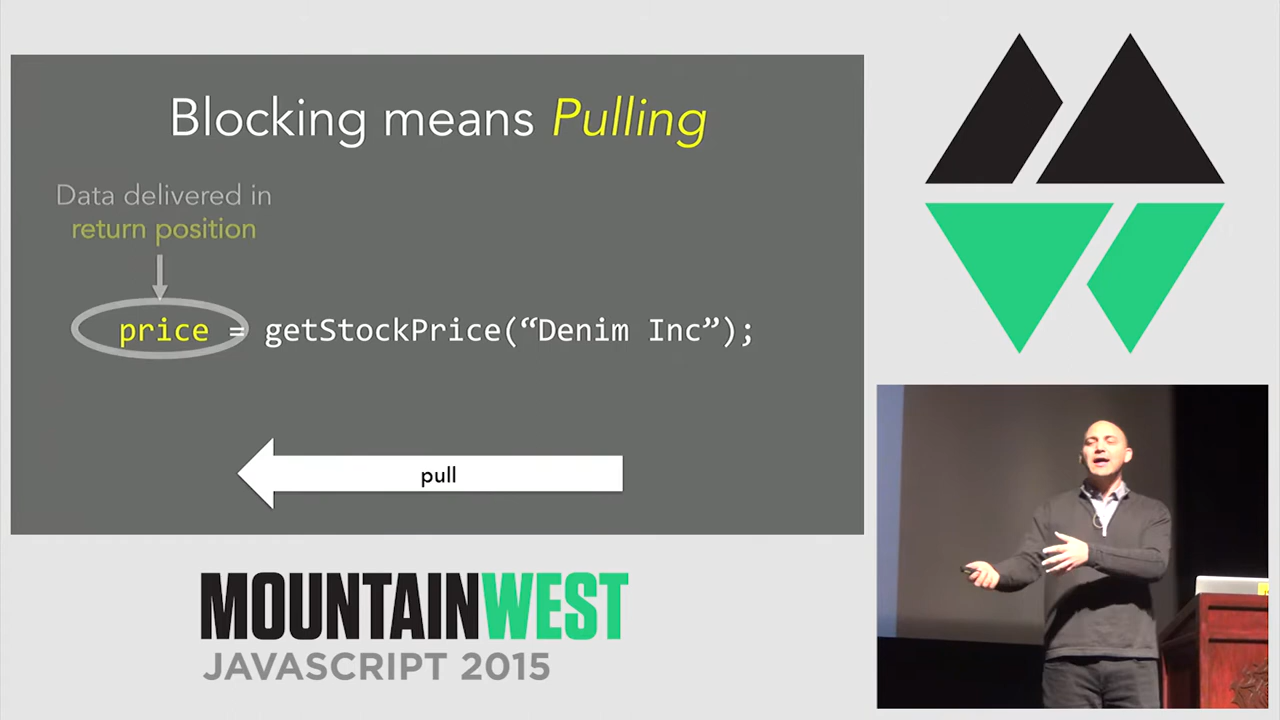 Blocking means Pulling
Data delivered in
return position
price = getStockPrice(“Denim Inc”);
pull
MOUNTAINWEST
JAVASCRIPT 2015